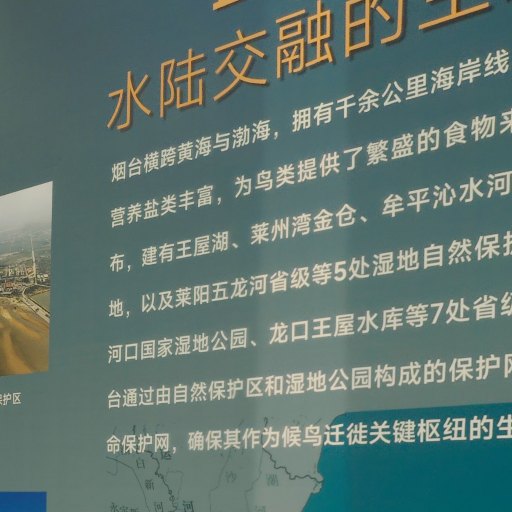 水陆交融的生
烟台横跨黄海与渤海，拥有千余公里海岸线
营养盐类丰富，为鸟类提供了繁盛的食物来
布，建有王屋湖、莱州湾金仓、牟平沁水河
地，以及莱阳五龙河省级等5处湿地自然保护
河口国家湿地公园、龙口王屋水库等7处省级
台通过由自然保护区和湿地公园构成的保护网
命保护网，确保其作为候鸟迁徙关键枢纽的生
保护区